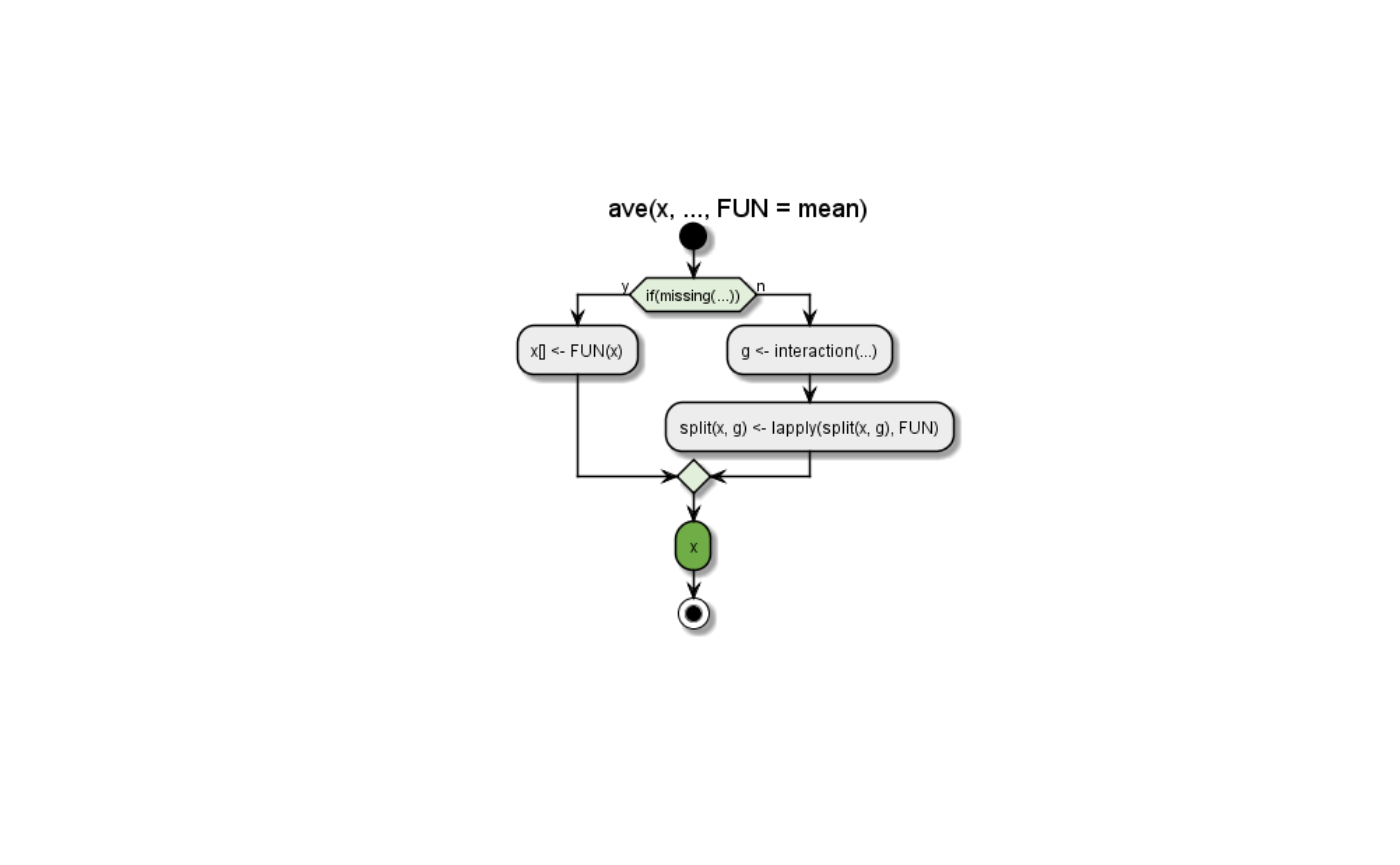 ave(x, ..., FUN = mean)
y
if(missing(...))
n
x[] <- FUN(x)
g <- interaction(...)
split(x, g) <- lapply(split(x, g), FUN)
x